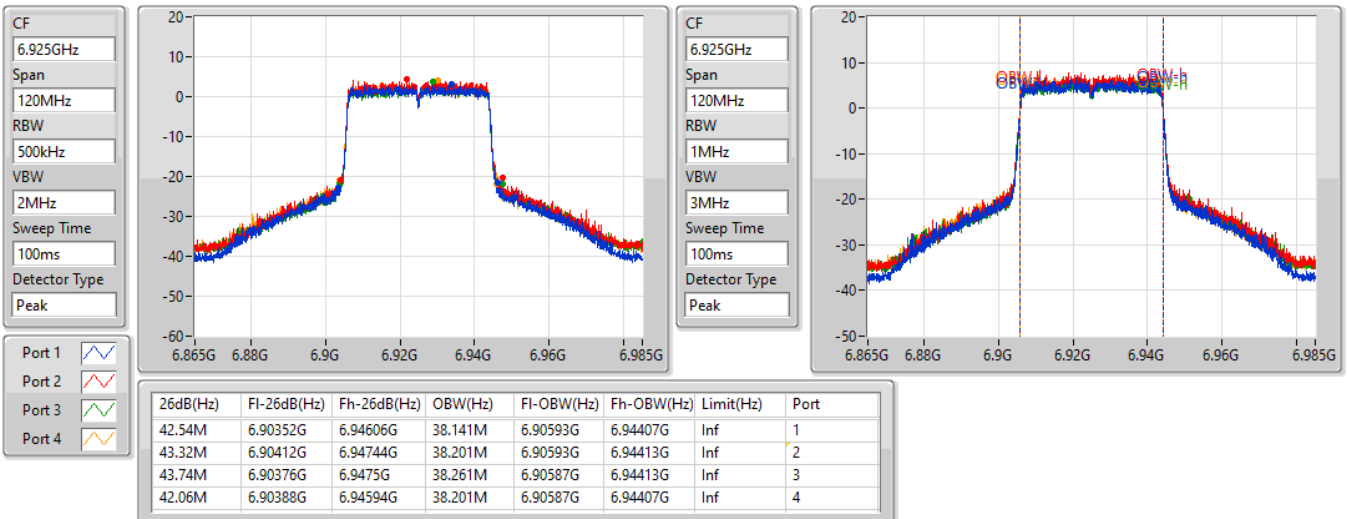 CF
6.925GHz
Span
120MHz
RBW
500kHz
VBW
2MHz
Sweep Time
100ms
Detector Type
Peak
20-
10-
0-
-10-
-20-
-30-
-40-
-50-
-60-
6.865G 6.88G 6.9G 6.92G 6.94G 6.96G 6.985G
CF
6.925GHz
Span
120MHz
RBW
1MHz
VBW
3MHz
Sweep Time
100ms
Detector Type
Peak
20-
10-
0-
-10-
-20-
-30-
-40-
-50-
OBW-h
6.865G 6.88G 6.9G 6.92G 6.94G 6.96G 6.985G
Port 1
Port 2
Port 3
Port 4
26dB(Hz) Fl-26dB(Hz) Fh-26dB(Hz) OBW(Hz) Fl-OBW(Hz) Fh-OBW(Hz) Limit(Hz) Port
42.54M 6.90352G 6.94606G 38.141M 6.90593G 6.94407G Inf 1
43.32M 6.90412G 6.94744G 38.201M 6.90593G 6.94413G Inf 2
43.74M 6.90376G 6.9475G 38.261M 6.90587G 6.94413G Inf 3
42.06M 6.90388G 6.94594G 38.201M 6.90587G 6.94407G Inf 4